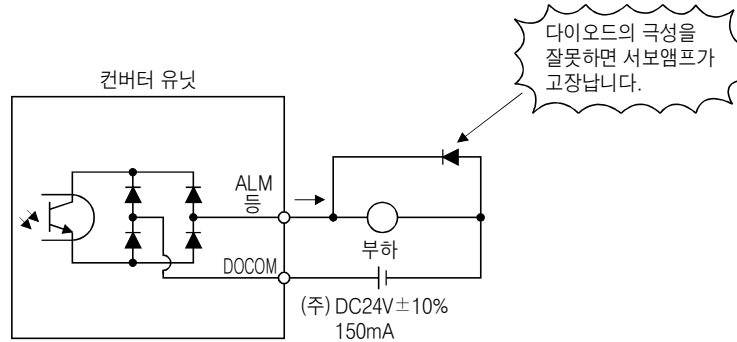 다이오드의 극성을
잘못하면 서보앰프가
고장납니다.
컨버터 유닛
ALM
등
부하
DOCOM
(주) DC24V±10%
150mA